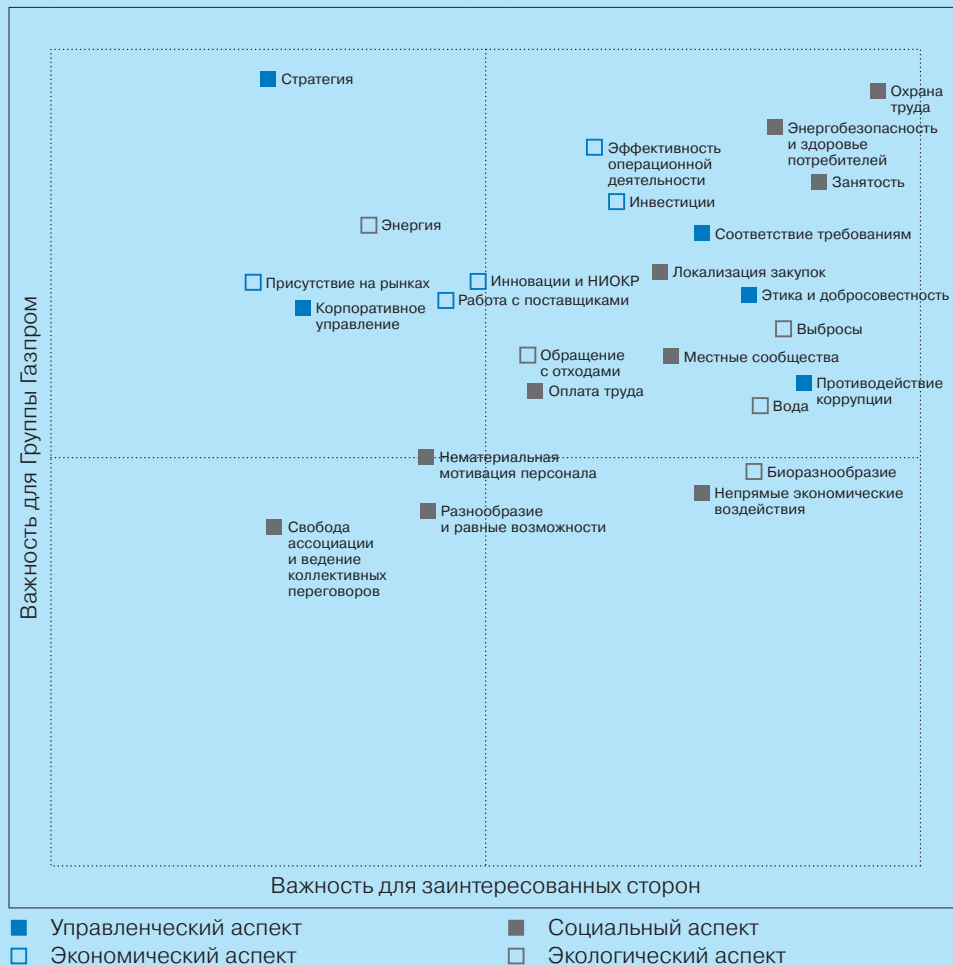 Важность для Группы Газпром
Стратегия
Охрана
труда
Энергобезопасность
и здоровье
потребителей
Эффективность
операционной
деятельности
Занятость
Инвестиции
Энергия
Соответствие требованиям
Локализация закупок
Присутствие на рынках
Инновации и НИОКР
Этика и добросовестность
Работа с поставщиками
Корпоративное
управление
Выбросы
Обращение
с отходами
Местные сообщества
Оплата труда
Противодействие
коррупции
Вода
Нематериальная
мотивация персонала
Биоразнообразие
Непрямые экономические
воздействия
Разнообразие
и равные возможности
Свобода
ассоциации
и ведение
коллективных
переговоров
Важность для заинтересованных сторон
Управленческий аспект
Социальный аспект
Экономический аспект
Экологический аспект